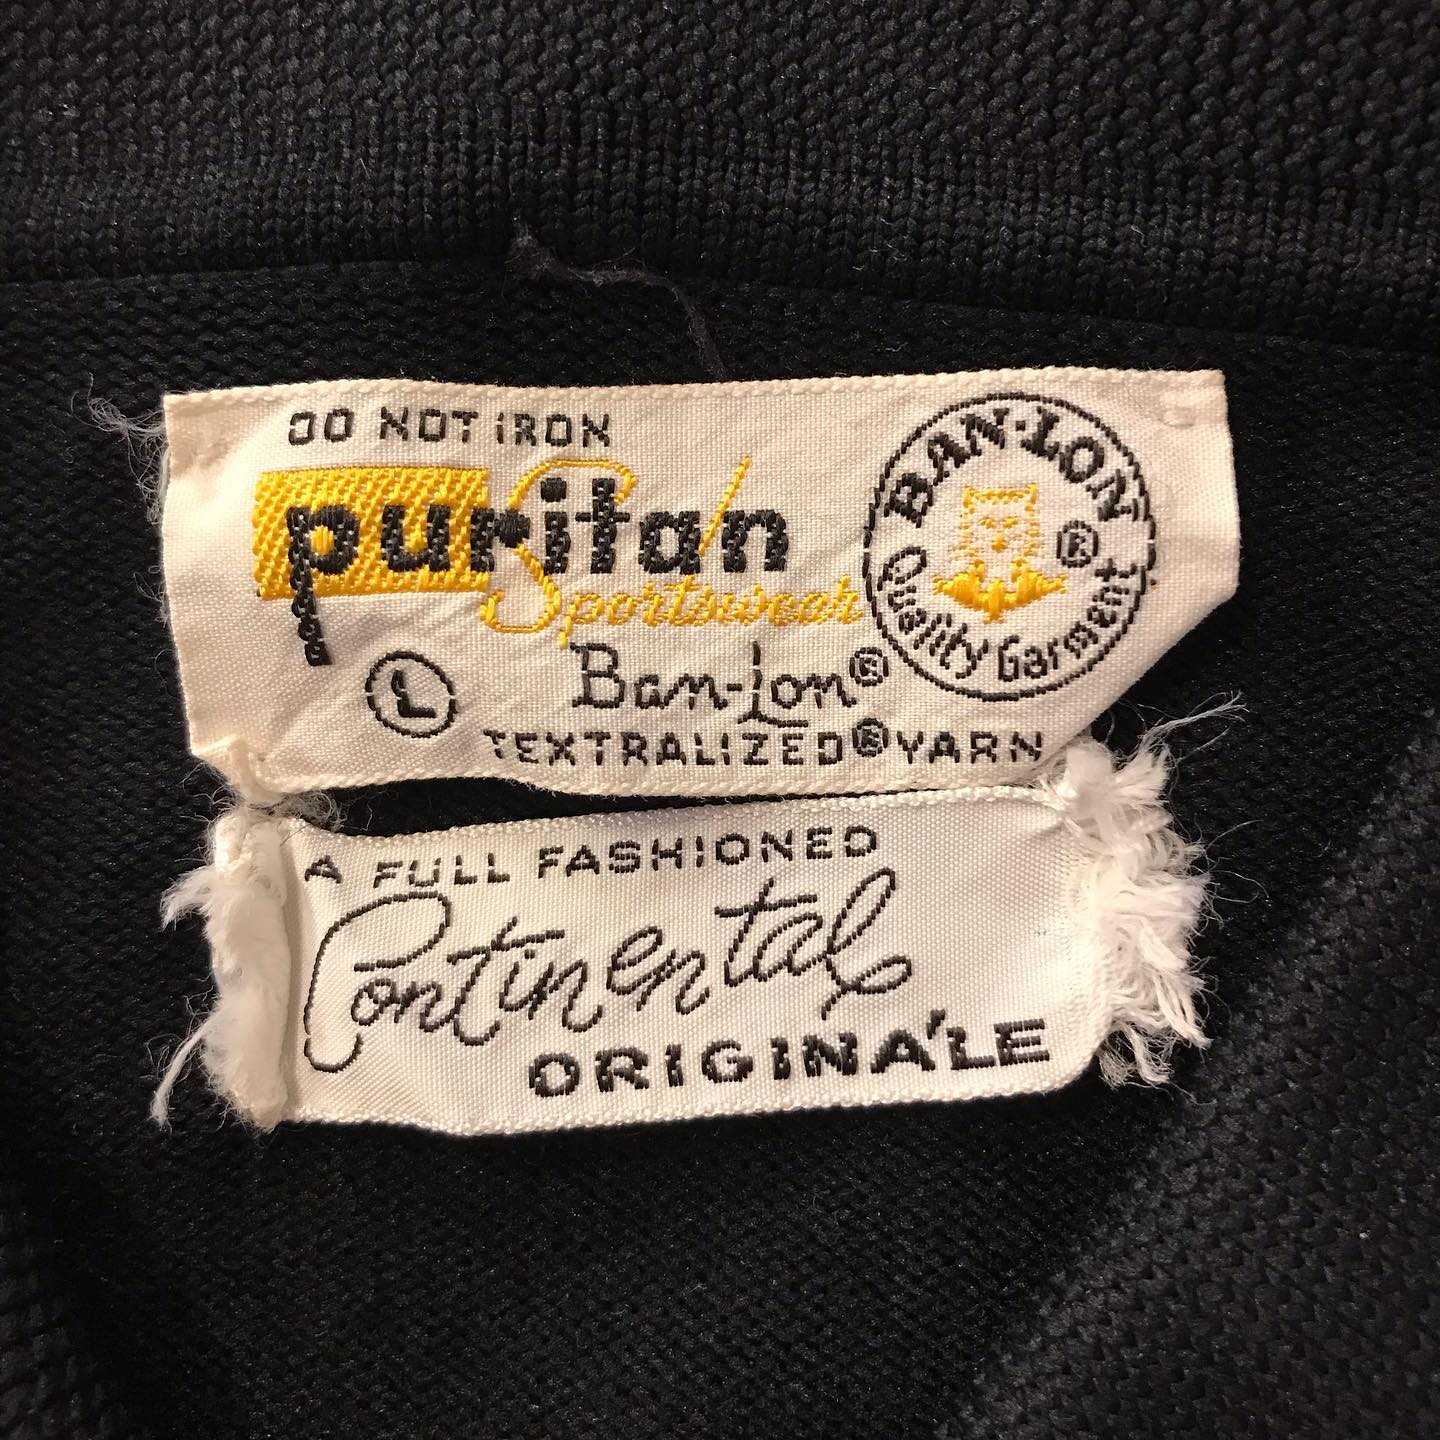 DO NOT iRON
puritan
Sportswear
BAN-LON
®
Quality Garment
L
Ban-Lon®
TEXTRALIZED® YARN
A FULL FASHIONED
Continental
ORIGINA'LE